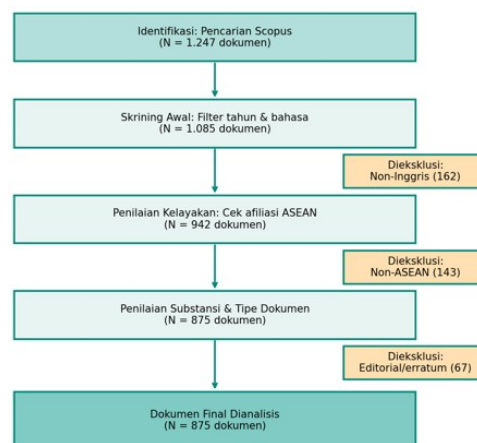 Identifikasi: Pencarian Scopus
(N = 1.247 dokumen)
Skrining Awal: Filter tahun & bahasa
(N = 1.085 dokumen)
Dieksklusi:
Non-Inggris (162)
Penilaian Kelayakan: Cek afiliasi ASEAN
(N = 942 dokumen)
Dieksklusi:
Non-ASEAN (143)
Penilaian Substansi & Tipe Dokumen
(N = 875 dokumen)
Dieksklusi:
Editorial/erratum (67)
Dokumen Final Dianalisis
(N = 875 dokumen)